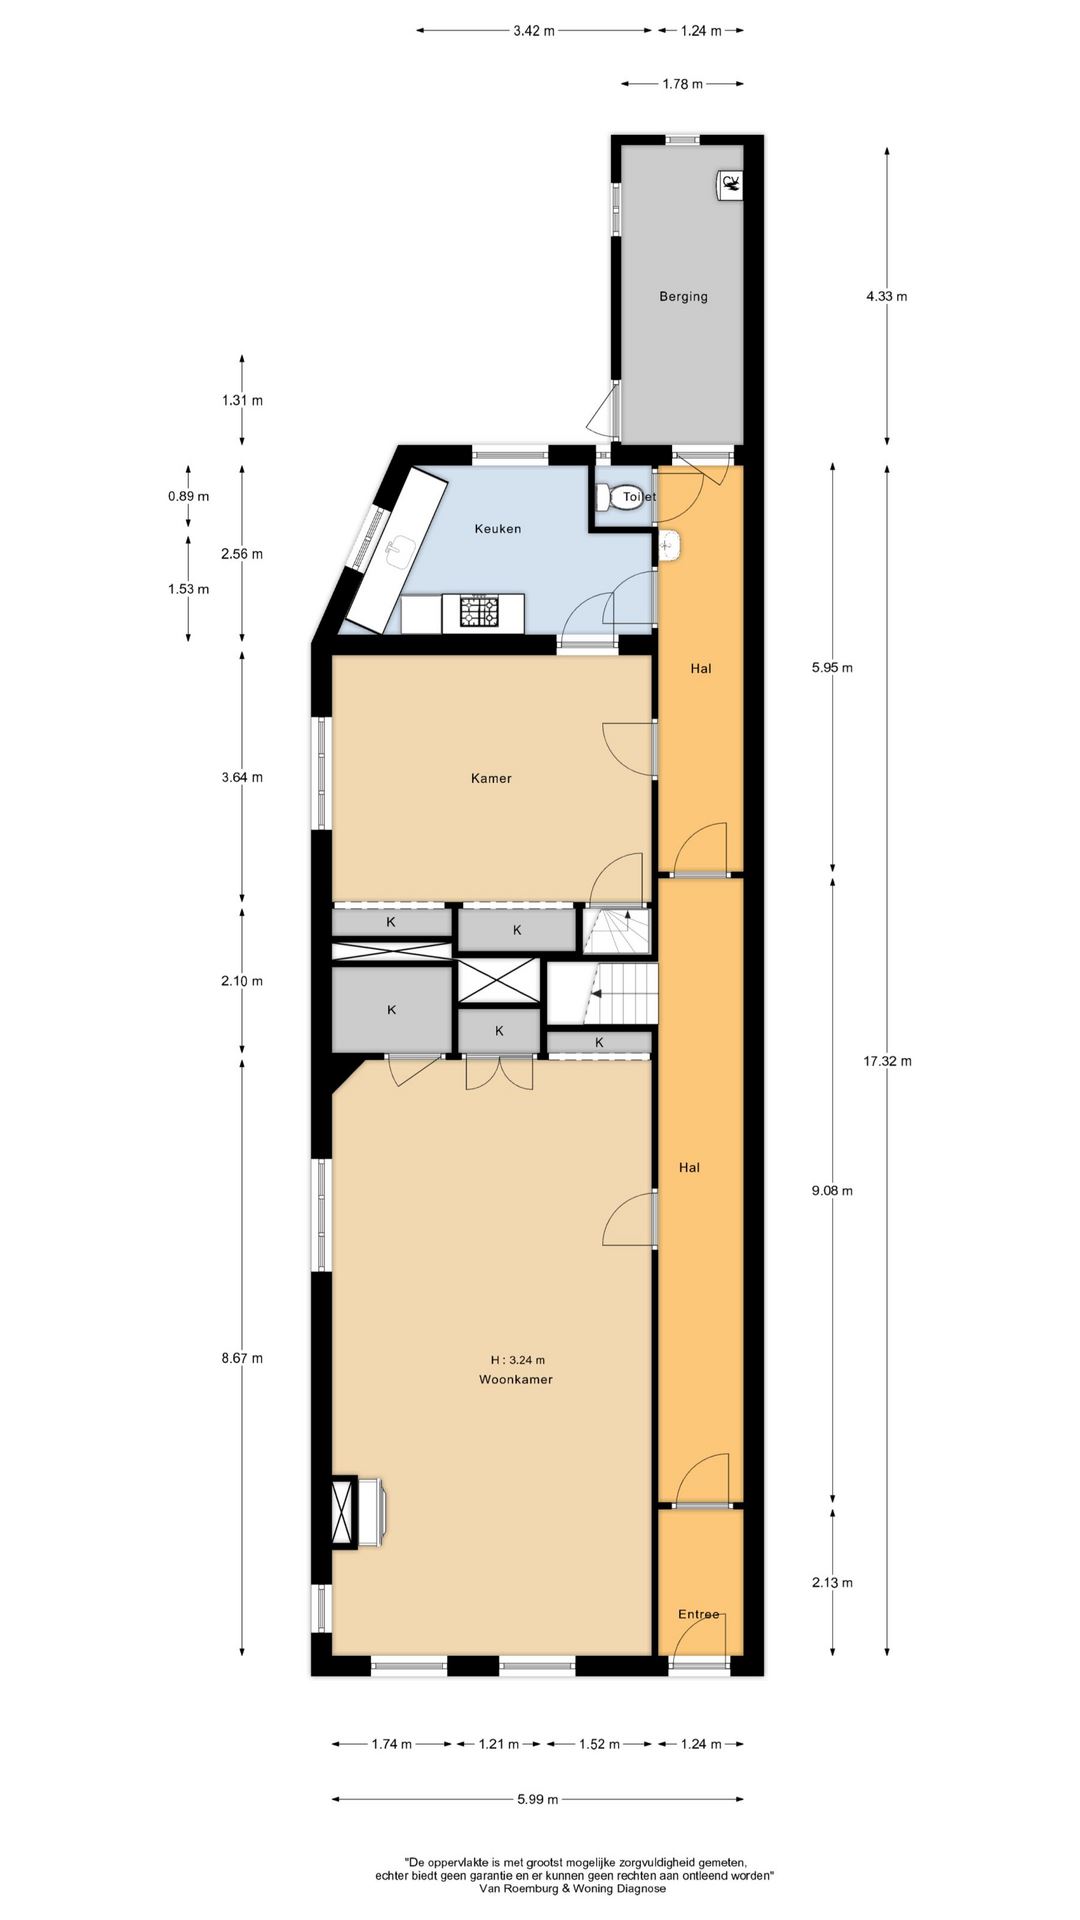 3.42 m
1.24 m
1.78 m
CV
Berging
4.33 m
1.31 m
0.89 m
Toilet
Keuken
2.56 m
1.53 m
Hal
5.95 m
3.64 m
Kamer
K
K
2.10 m
K
K
K
17.32 m
Hal
9.08 m
8.67 m
H : 3.24 m
Woonkamer
2.13 m
Entree
1.74 m
1.21 m
1.52 m
1.24 m
5.99 m
"De oppervlakte is met grootst mogelijke zorgvuldigheid gemeten,
echter biedt geen garantie en er kunnen geen rechten aan ontleend worden"
Van Roemburg & Woning Diagnose